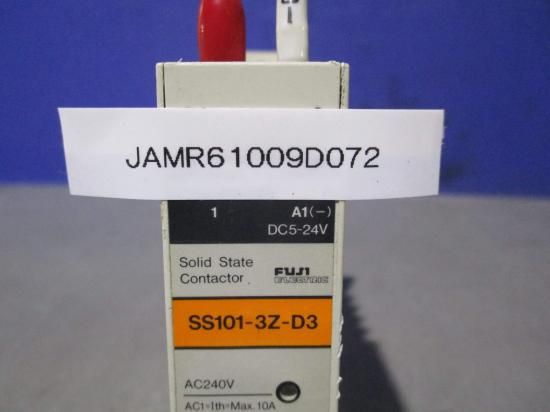 JAMR61009D072
1 A1(-)
DC5-24V
Solid State
Contactor
FUJI
ELECTRIC
SS101-3Z-D3
AC240V
AC1=Ith=Max.10A